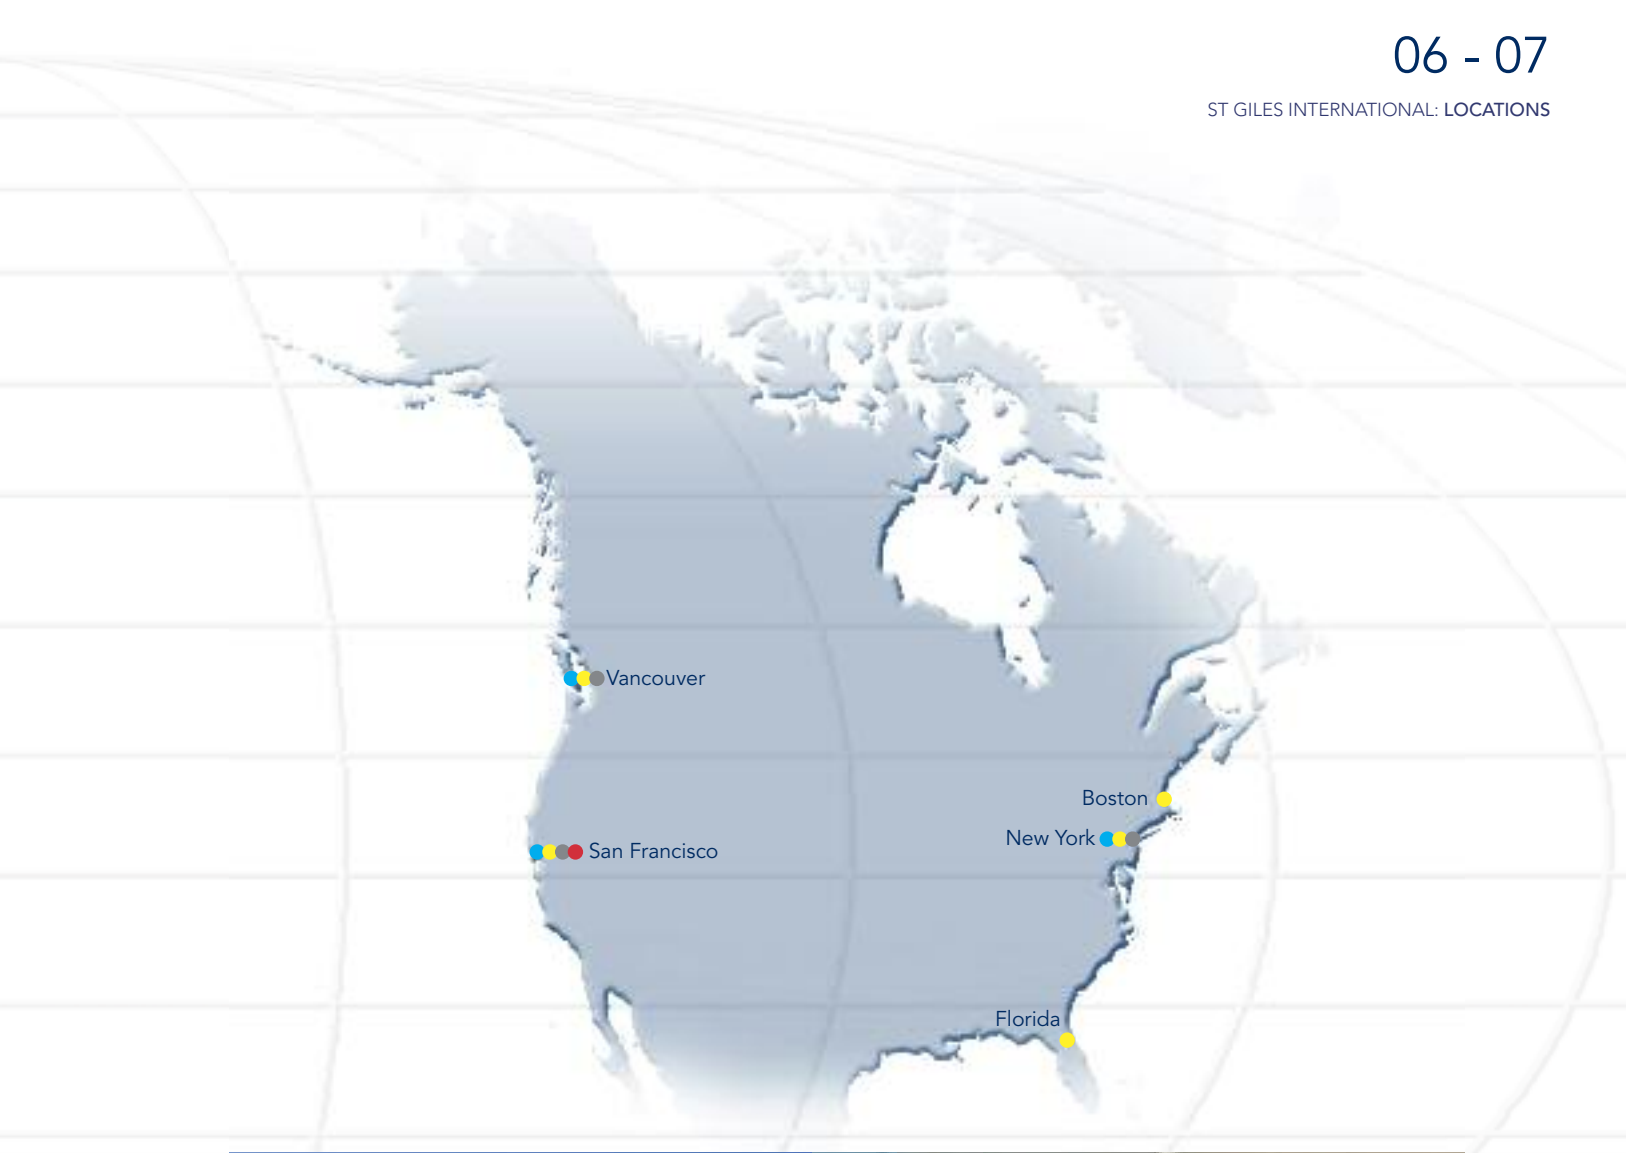 06 - 07
ST GILES INTERNATIONAL: LOCATIONS
Vancouver
Boston
New York
San Francisco
Florida